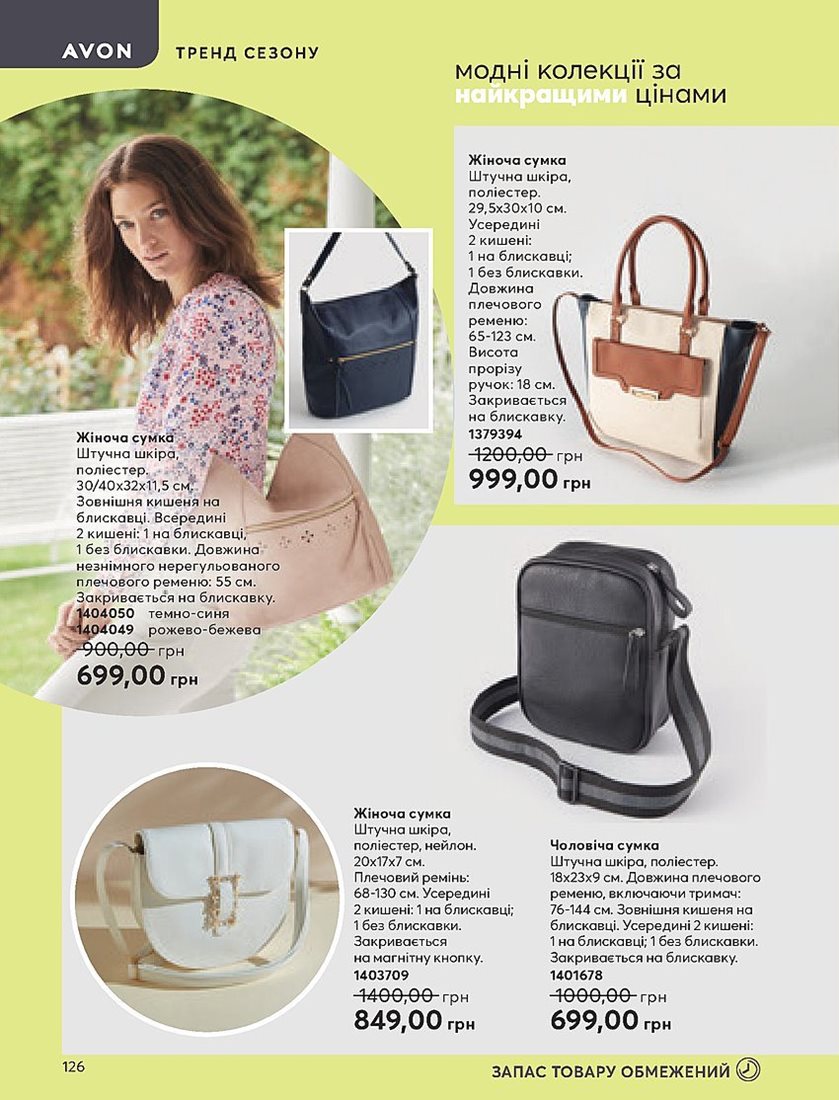 AVON
ТРЕНД СЕЗОНУ
модні колекції за
найкращими цінами
Жіноча сумка
Штучна шкіра,
поліестер.
29,5х30х10 см.
Усередині
2 кишені:
1 на блискавці;
1 без блискавки.
Довжина
плечового
ременю:
65-123 см.
Висота
прорізу
ручок: 18 см.
Закривається
на блискавку.
1379394
1200,00 грн
999,00 грн
Жіноча сумка
Штучна шкіра,
поліестер.
30/40х32х11,5 см.
Зовнішня кишеня на
блискавці. Всередині
2 кишені: 1 на блискавці,
1 без блискавки. Довжина
незнімного нерегульованого
плечового ременю: 55 см.
Закривається на блискавку.
1404050 темно-синя
1404049 рожево-бежева
900,00 грн
699,00 грн
Жіноча сумка
Штучна шкіра,
поліестер, нейлон.
20х17х7 см.
Плечовий ремінь:
68-130 см. Усередині
2 кишені: 1 на блискавці;
1 без блискавки.
Закривається
на магнітну кнопку.
1403709
1400,00 грн
849,00 грн
Чоловіча сумка
Штучна шкіра, поліестер.
18х23х9 см. Довжина плечового
ременю, включаючи тримач:
76-144 см. Зовнішня кишеня на
блискавці. Усередині 2 кишені:
1 на блискавці; 1 без блискавки.
Закривається на блискавку.
1401678
1000,00 грн
699,00 грн
126
ЗАПАС ТОВАРУ ОБМЕЖЕНИЙ